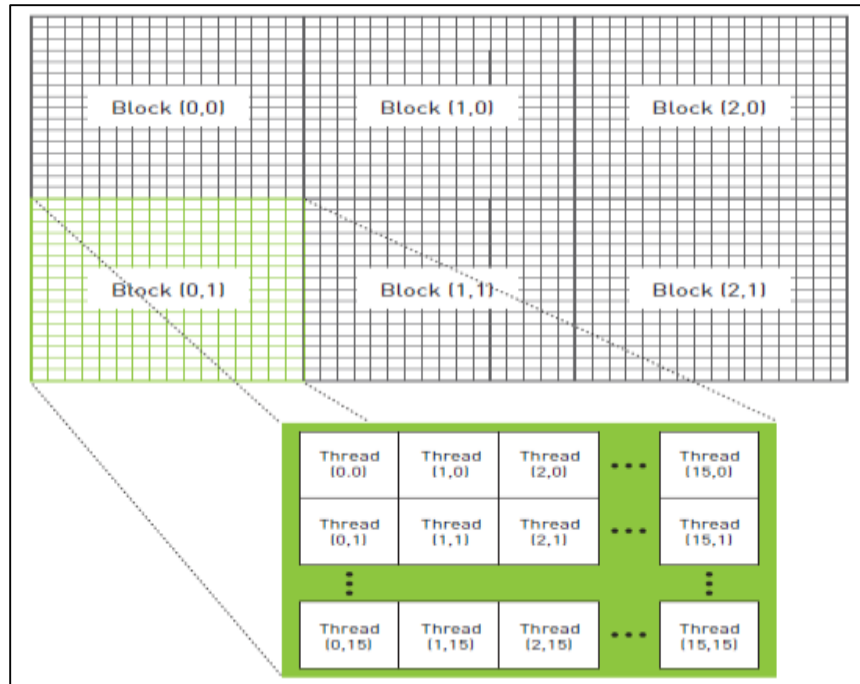 Block (0,0)
Block (1,0)
Block (2,0)
Block (0,1)
Block (1,1)
Block (2,1)
Thread
(0.0)
Thread
(1,0)
Thread
(2,0)
•••
Thread
(15,0)
Thread
(0,1)
Thread
(1,1)
Thread
(2,1)
•••
Thread
(15,1)
Thread
(0,15)
Thread
(1,15)
Thread
(2,15)
•••
Thread
(15,15)